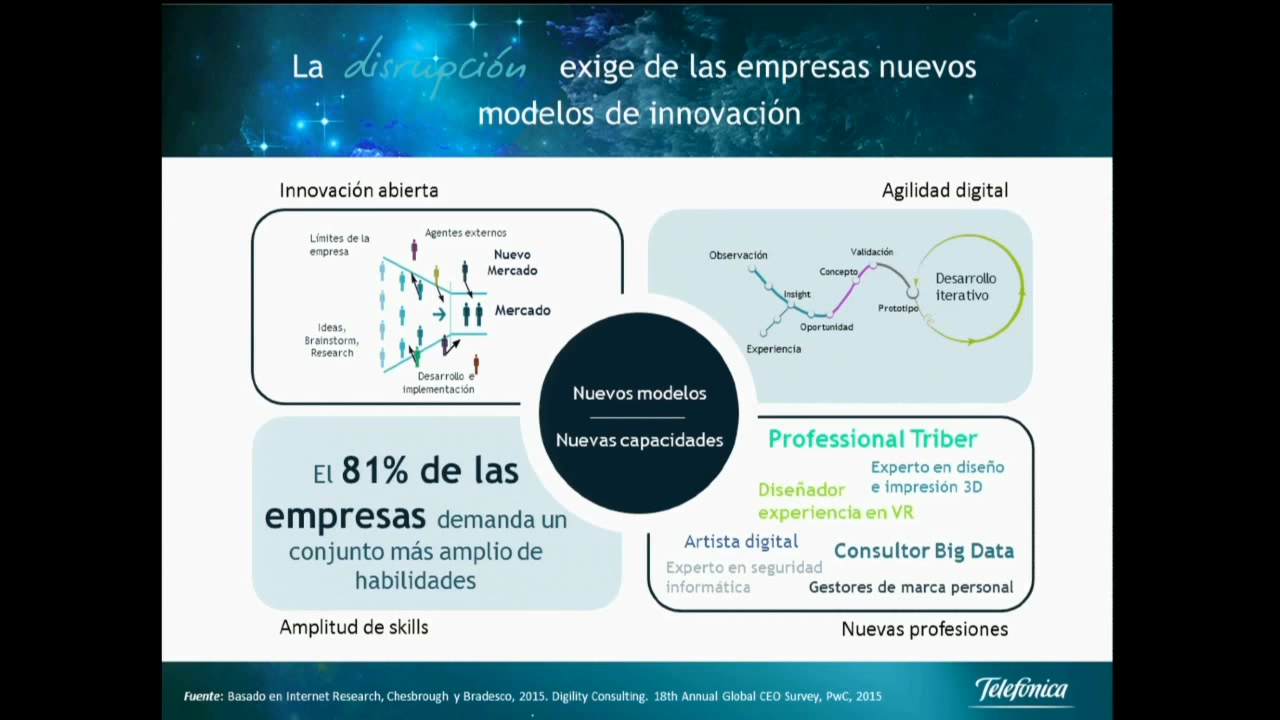 La disrupción exige de las empresas nuevos
modelos de innovación
Innovación abierta
Límites de la
empresa
Agentes externos
Nuevo
Mercado
Mercado
Ideas,
Brainstorm,
Research
Desarrollo e
implementación
Agilidad digital
Observación
Insight
Experiencia
Oportunidad
Concepto
Validación
Prototipo
Desarrollo
iterativo
Nuevos modelos
Nuevas capacidades
El 81% de las
empresas demanda un
conjunto más amplio de
habilidades
Amplitud de skills
Professional Triber
Experto en diseño
e impresión 3D
Diseñador
experiencia en VR
Artista digital
Consultor Big Data
Experto en seguridad
informática
Gestores de marca personal
Nuevas profesiones
Fuente: Basado en Internet Research, Chesbrough y Bradesco, 2015. Digility Consulting. 18th Annual Global CEO Survey, PwC, 2015
Telefónica